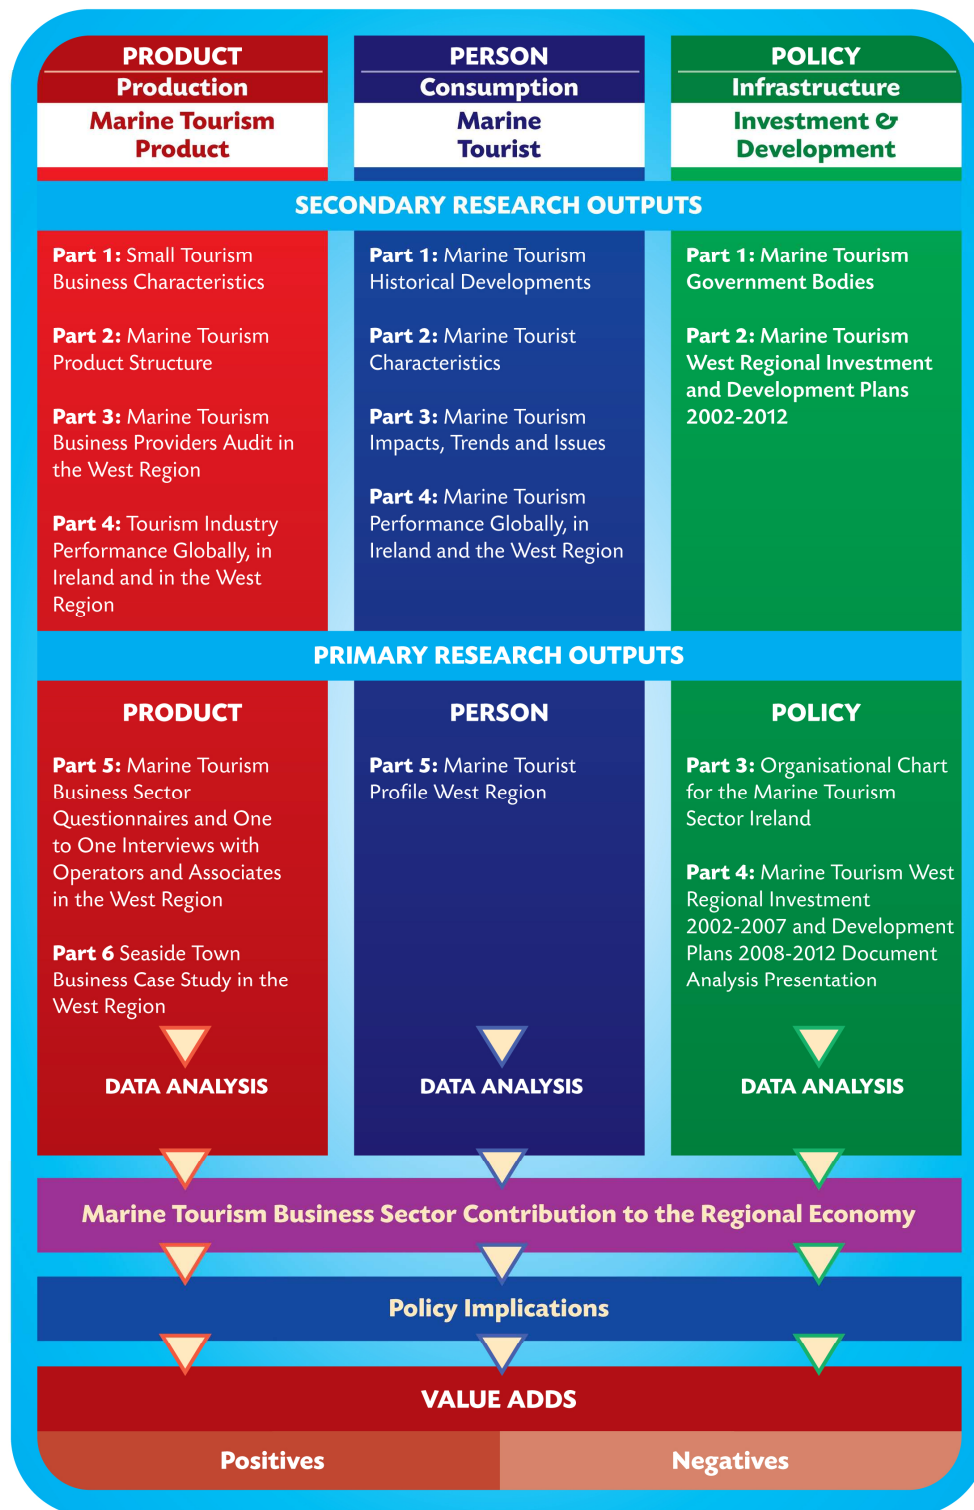 PRODUCT
Production
Marine Tourism
Product
PERSON
Consumption
Marine
Tourist
POLICY
Infrastructure
Investment &
Development
SECONDARY RESEARCH OUTPUTS
Part 1: Small Tourism
Business Characteristics
Part 2: Marine Tourism
Product Structure
Part 3: Marine Tourism
Business Providers Audit in
the West Region
Part 4: Tourism Industry
Performance Globally, in
Ireland and in the West
Region
Part 1: Marine Tourism
Historical Developments
Part 2: Marine Tourist
Characteristics
Part 3: Marine Tourism
Impacts, Trends and Issues
Part 4: Marine Tourism
Performance Globally, in
Ireland and the West Region
Part 1: Marine Tourism
Government Bodies
Part 2: Marine Tourism
West Regional Investment
and Development Plans
2002-2012
PRIMARY RESEARCH OUTPUTS
PRODUCT
Part 5: Marine Tourism
Business Sector
Questionnaires and One
to One Interviews with
Operators and Associates
in the West Region
Part 6 Seaside Town
Business Case Study in the
West Region
DATA ANALYSIS
PERSON
Part 5: Marine Tourist
Profile West Region
DATA ANALYSIS
POLICY
Part 3: Organisational Chart
for the Marine Tourism
Sector Ireland
Part 4: Marine Tourism West
Regional Investment
2002-2007 and Development
Plans 2008-2012 Document
Analysis Presentation
DATA ANALYSIS
Marine Tourism Business Sector Contribution to the Regional Economy
Policy Implications
VALUE ADDS
Positives
Negatives